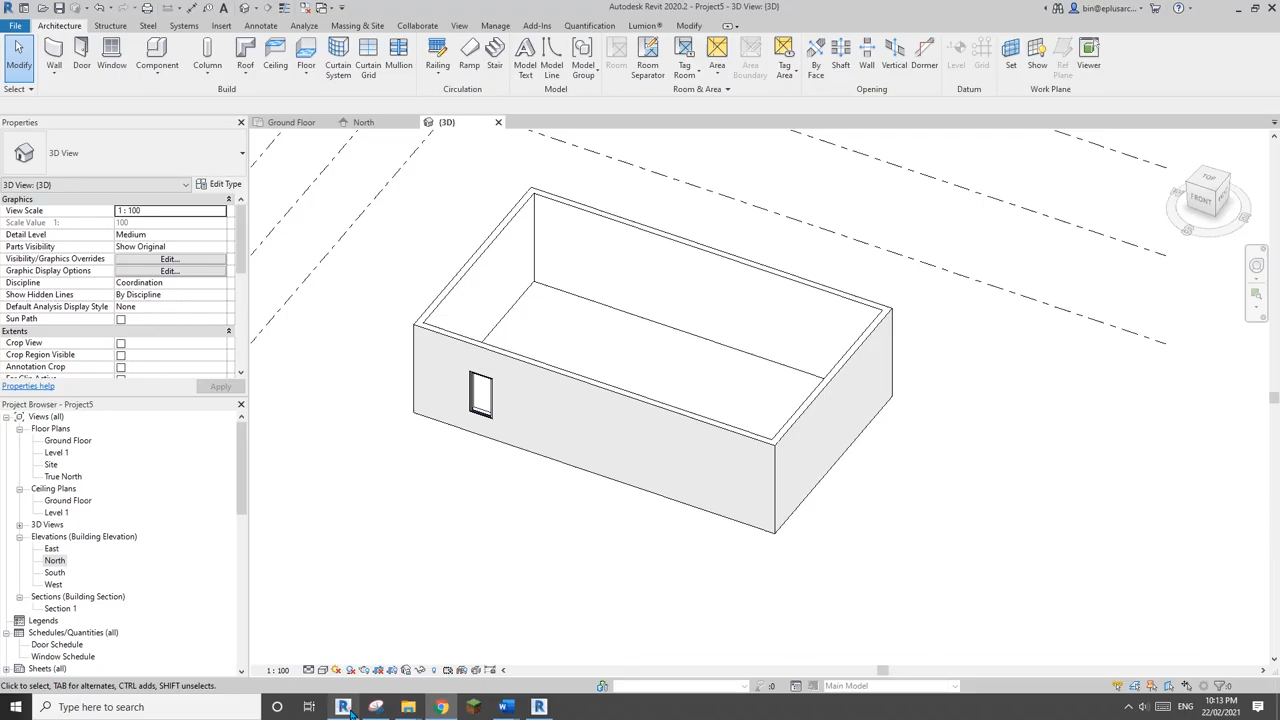 Autodesk Revit 2020.2 - Project5 - 3D View: {3D}
bin@eplusarc...
File Architecture Structure Steel Systems Insert Annotate Analyze Massing & Site Collaborate View Manage Add-Ins Quantification Lumion® Modify
Modify Wall Door Window Component Column Roof Ceiling Floor Curtain System Curtain Grid Mullion Railing Ramp Stair Model Text Model Line Model Group Room Room Separator Tag Room Area Area Boundary Tag Area By Face Shaft Wall Vertical Dormer Level Grid Set Show Ref Plane Viewer
Select Build Circulation Model Room & Area Opening Datum Work Plane
Properties
Ground Floor North {3D}
3D View
3D View: {3D} Edit Type
Graphics
View Scale 1 : 100
Scale Value 1: 100
Detail Level Medium
Parts Visibility Show Original
Visibility/Graphics Overrides Edit...
Graphic Display Options Edit...
Discipline Coordination
Show Hidden Lines By Discipline
Default Analysis Display Style None
Sun Path
Extents
Crop View
Crop Region Visible
Annotation Crop
Properties help Apply
TOP
FRONT
Project Browser - Project5
Views (all)
Floor Plans
Ground Floor
Level 1
Site
True North
Ceiling Plans
Ground Floor
Level 1
3D Views
Elevations (Building Elevation)
East
North
South
West
Sections (Building Section)
Section 1
Legends
Schedules/Quantities (all)
Door Schedule
Window Schedule
Sheets (all)
1 : 100
Click to select, TAB for alternates, CTRL adds, SHIFT unselects.
:0
Main Model
:0
Type here to search
ENG
10:13 PM
22/02/2021